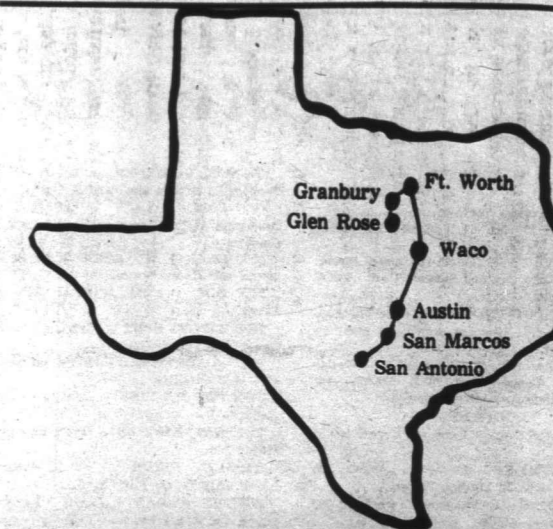 Ft. Worth
Granbury
Glen Rose
Waco
Austin
San Marcos
San Antonio